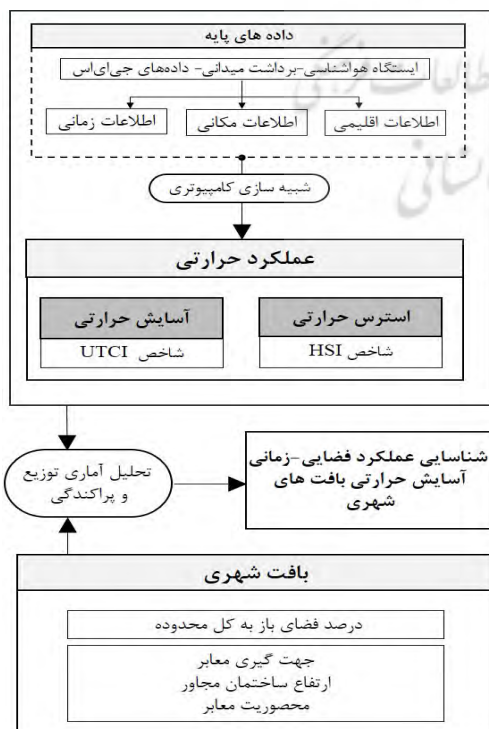 داده های پایه
ایستگاه هواشناسی-برداشت میدانی- داده‌های جی‌ای‌اس
اطلاعات اقلیمی
اطلاعات مکانی
اطلاعات زمانی
شبیه سازی کامپیوتری
عملکرد حرارتی
استرس حرارتی
شاخص HSI
آسایش حرارتی
شاخص UTCI
تحلیل آماری توزیع
و پراکندگی
شناسایی عملکرد فضایی-زمانی
آسایش حرارتی بافت های
شهری
بافت شهری
درصد فضای باز به کل محدوده
جهت گیری معابر
ارتفاع ساختمان مجاور
محصوریت معابر